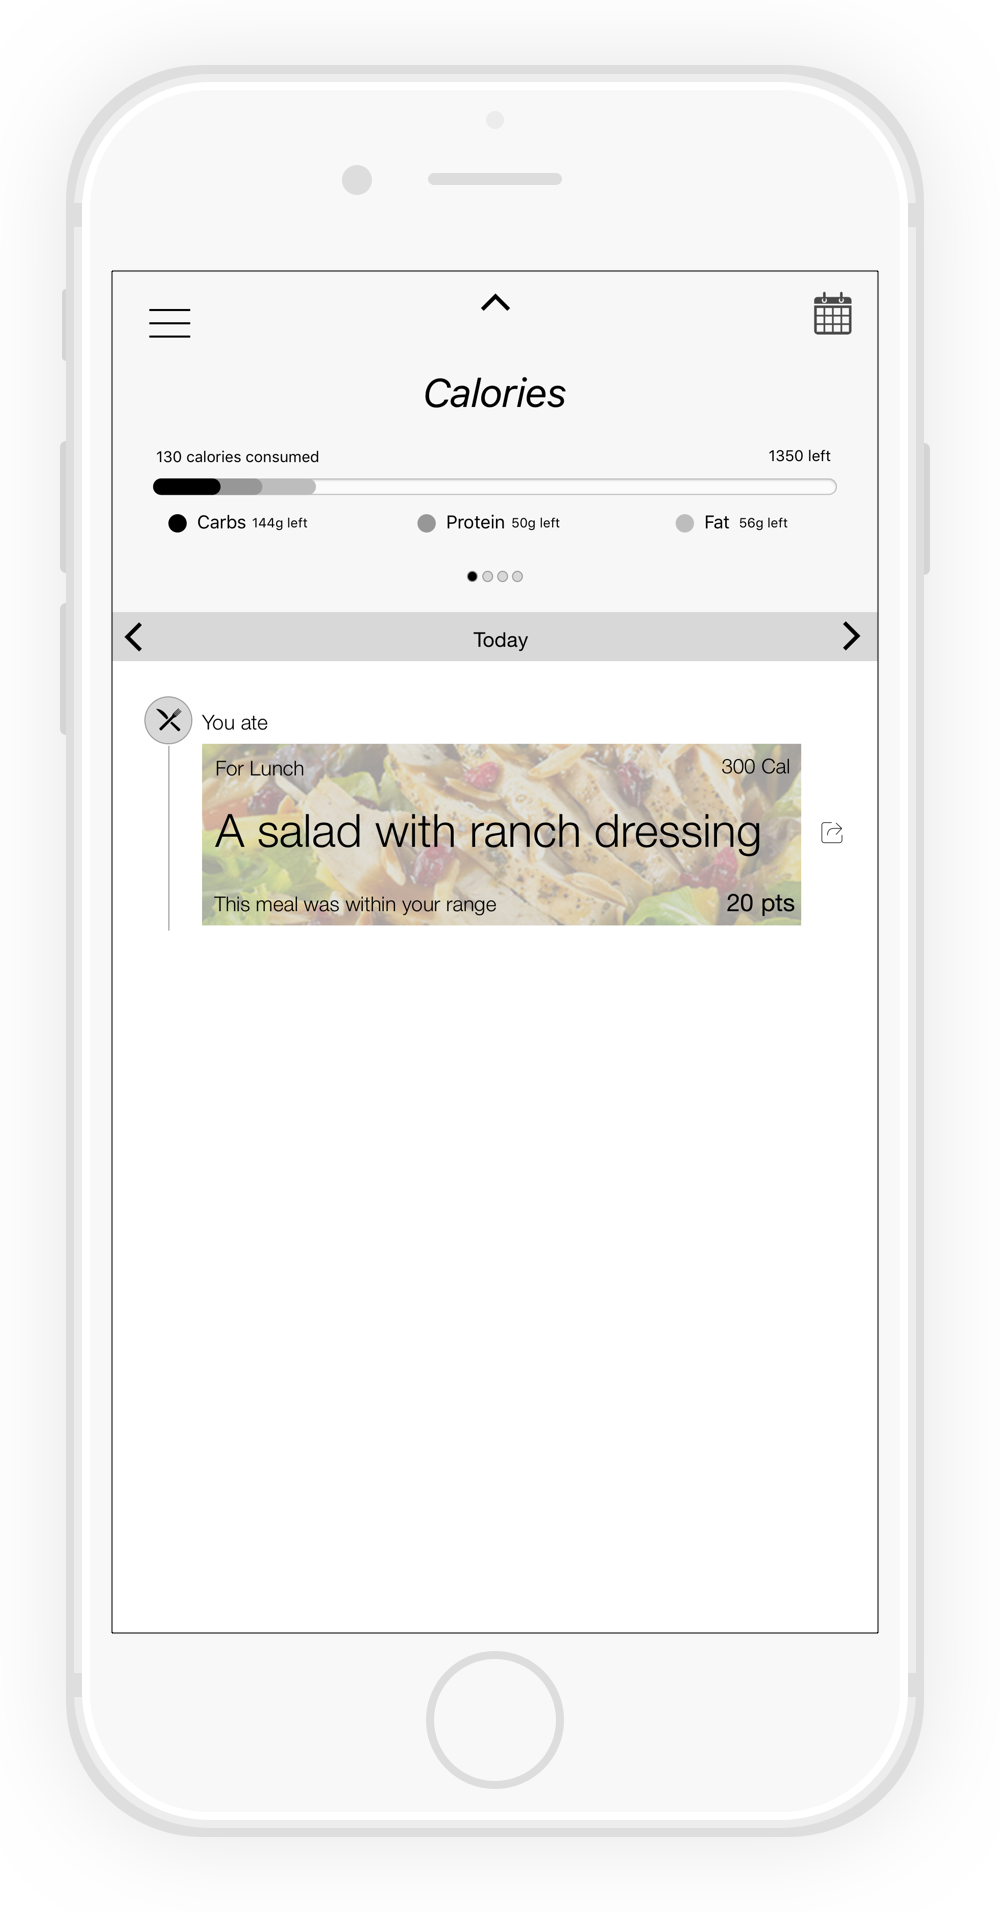 Calories
130 calories consumed 1350 left
Carbs 144g left Protein 50g left Fat 56g left
Today
You ate
For Lunch 300 Cal
A salad with ranch dressing
This meal was within your range 20 pts